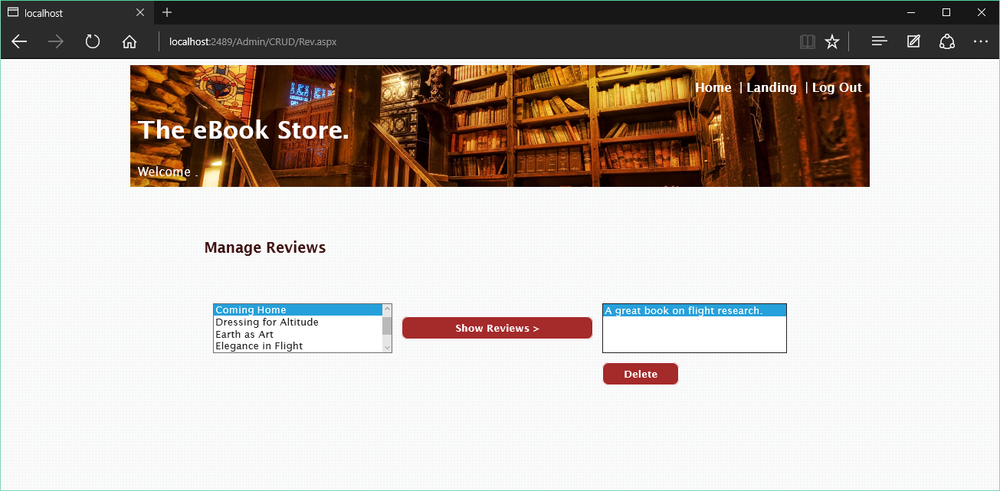 localhost
localhost:2489/Admin/CRUD/Rev.aspx
Home | Landing | Log Out
The eBook Store.
Welcome .
Manage Reviews
Coming Home
Dressing for Altitude
Earth as Art
Elegance in Flight
Show Reviews >
A great book on flight research.
Delete